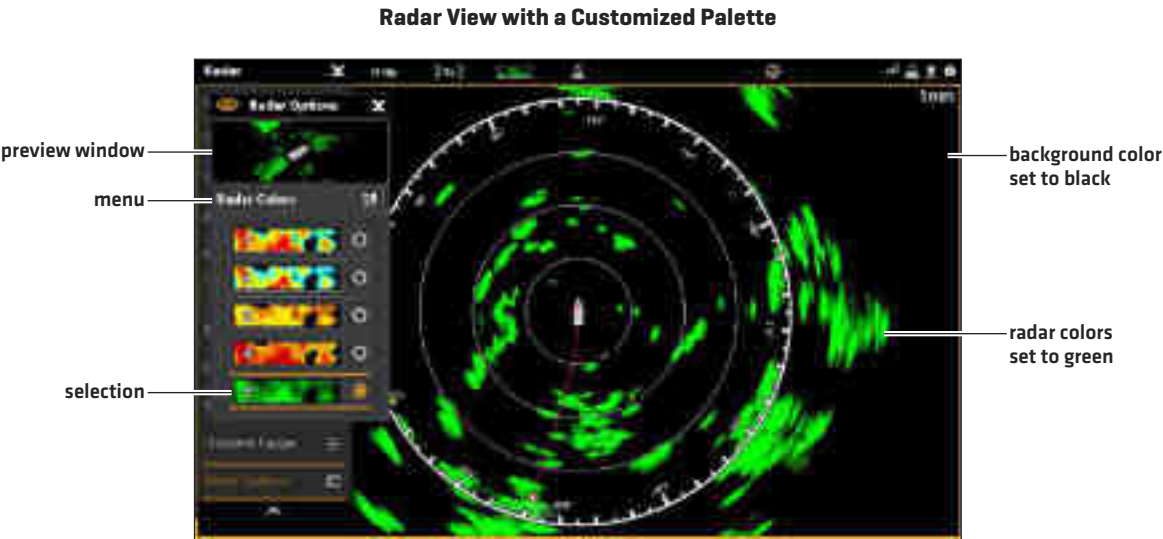 Radar View with a Customized Palette
Radar
1nm
Radar Options
preview window
background color
set to black
menu
Radar Colors
radar colors
set to green
selection